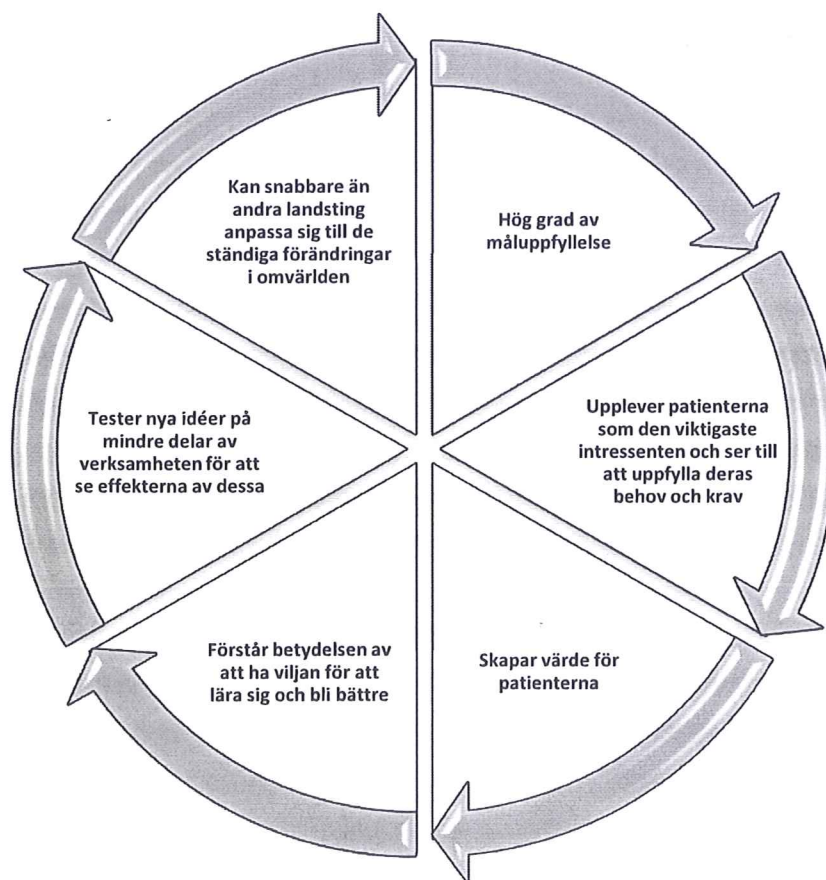 Kan snabbare än
andra landsting
anpassa sig till de
ständiga förändringar
i omvärlden
Hög grad av
måluppfyllelse
Upplever patienterna
som den viktigaste
intressenten och ser till
att uppfylla deras
behov och krav
Skapar värde för
patienterna
Förstår betydelsen av
att ha viljan för att
lära sig och bli bättre
Tester nya idéer på
mindre delar av
verksamheten för att
se effekterna av dessa